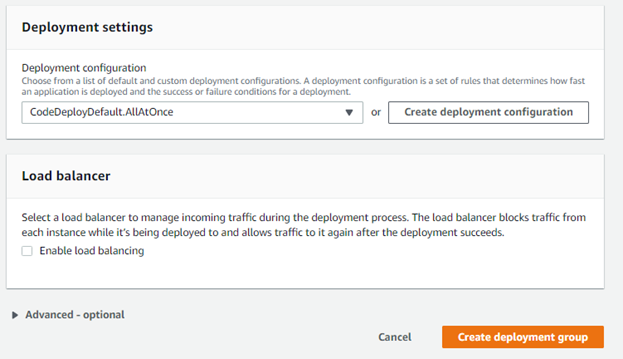 Deployment settings
Deployment configuration
Choose from a list of default and custom deployment configurations. A deployment configuration is a set of rules that determines how fast
an application is deployed and the success or failure conditions for a deployment.
CodeDeployDefault.AllAtOnce or Create deployment configuration
Load balancer
Select a load balancer to manage incoming traffic during the deployment process. The load balancer blocks traffic from
each instance while it's being deployed to and allows traffic to it again after the deployment succeeds.
Enable load balancing
Advanced - optional
Cancel Create deployment group